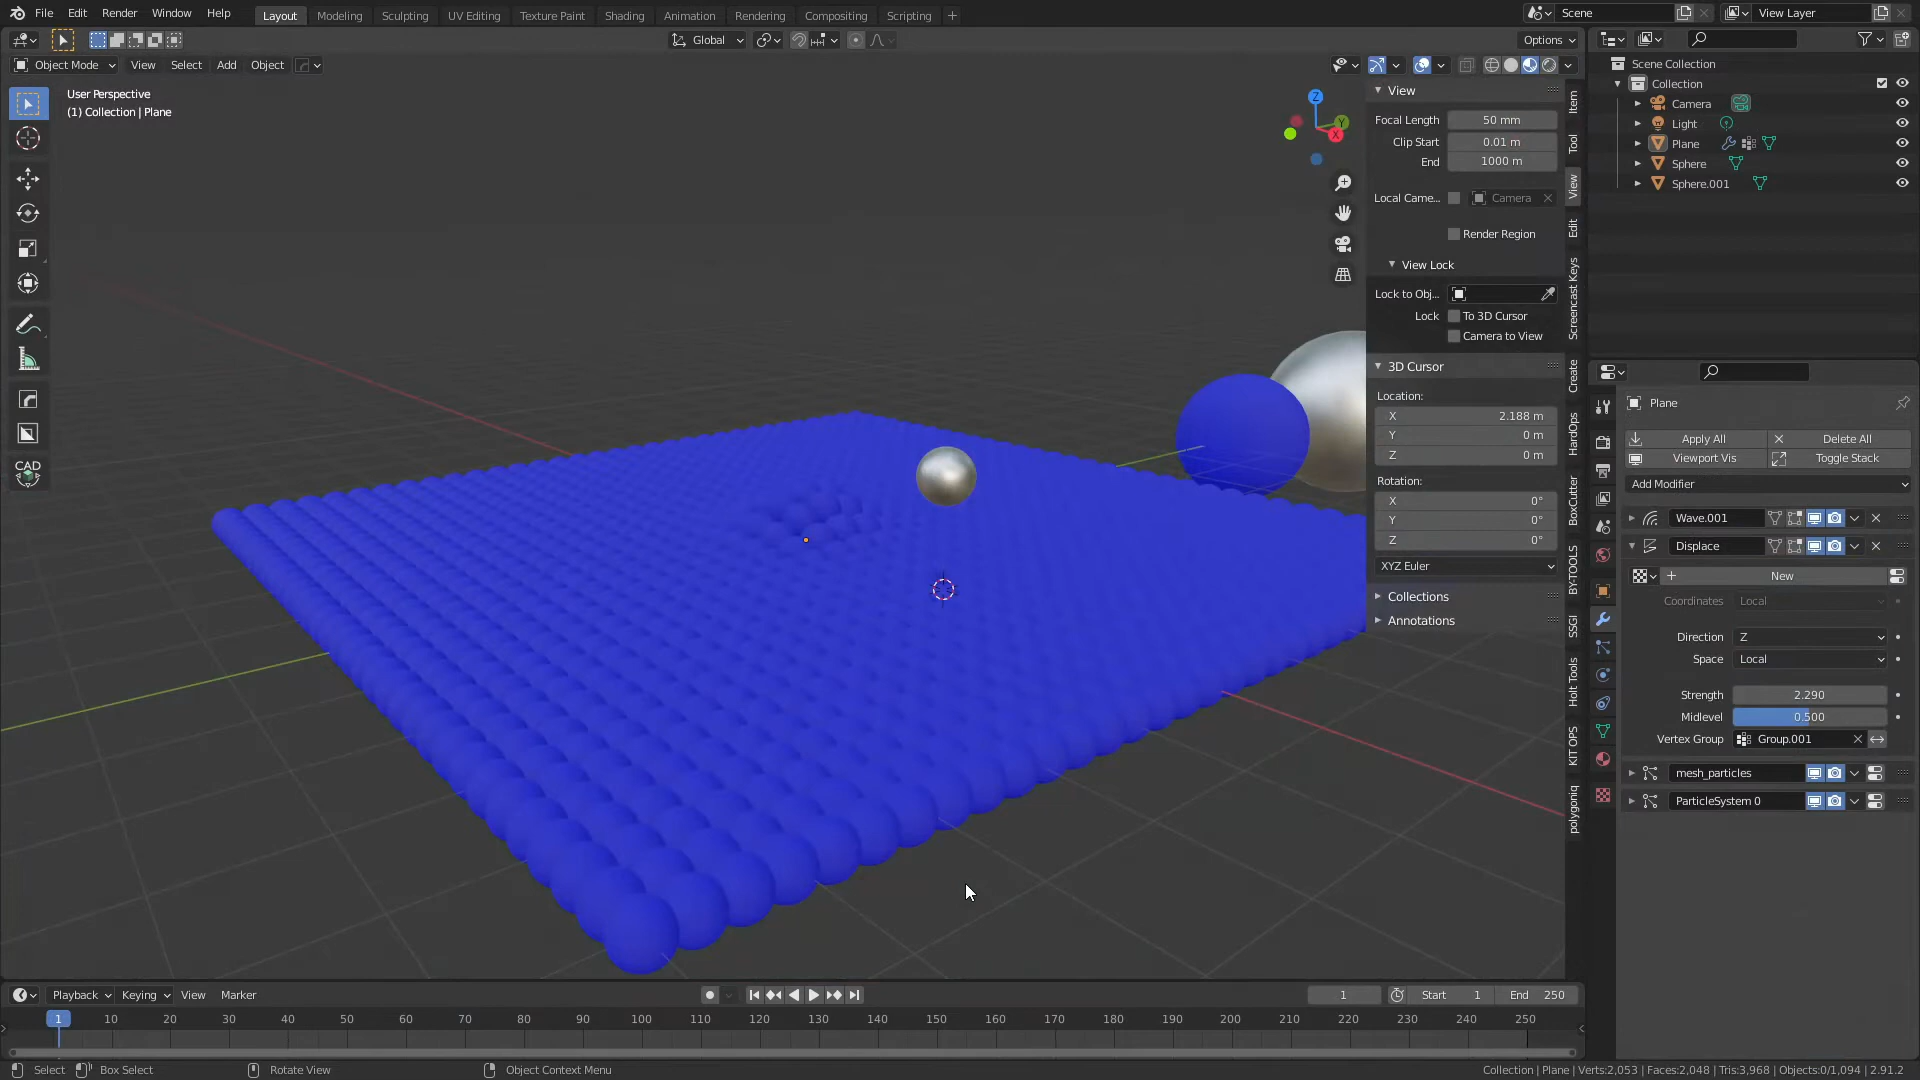 File Edit Render Window Help
Layout Modeling Sculpting UV Editing Texture Paint Shading Animation Rendering Compositing Scripting +
Scene
View Layer
Global
Options
Object Mode View Select Add Object
User Perspective
(1) Collection | Plane
Z
Y
X
View
Focal Length 50 mm
Clip Start 0.01 m
End 1000 m
Local Came... Camera
Render Region
View Lock
Lock to Obj...
Lock To 3D Cursor
Camera to View
3D Cursor
Location:
X 2.188 m
Y 0 m
Z 0 m
Rotation:
X 0°
Y 0°
Z 0°
XYZ Euler
Collections
Annotations
Item
Tool
View
Edit
Screencast Keys
Create
HardOps
BoxCutter
BY-TOOLS
SSGI
Holt Tools
KIT OPS
polygoniq
CAD
Scene Collection
Collection
Camera
Light
Plane
Sphere
Sphere.001
Plane
Apply All Delete All
Viewport Vis Toggle Stack
Add Modifier
Wave.001
Displace
New
Coordinates Local
Direction Z
Space Local
Strength 2.290
Midlevel 0.500
Vertex Group Group.001
mesh_particles
ParticleSystem 0
Playback Keying View Marker
1 Start 1 End 250
1 10 20 30 40 50 60 70 80 90 100 110 120 130 140 150 160 170 180 190 200 210 220 230 240 250
Select Box Select Rotate View Object Context Menu
Collection | Plane | Verts:2,053 | Faces:2,048 | Tris:3,968 | Objects:0/1,094 | 2.91.2